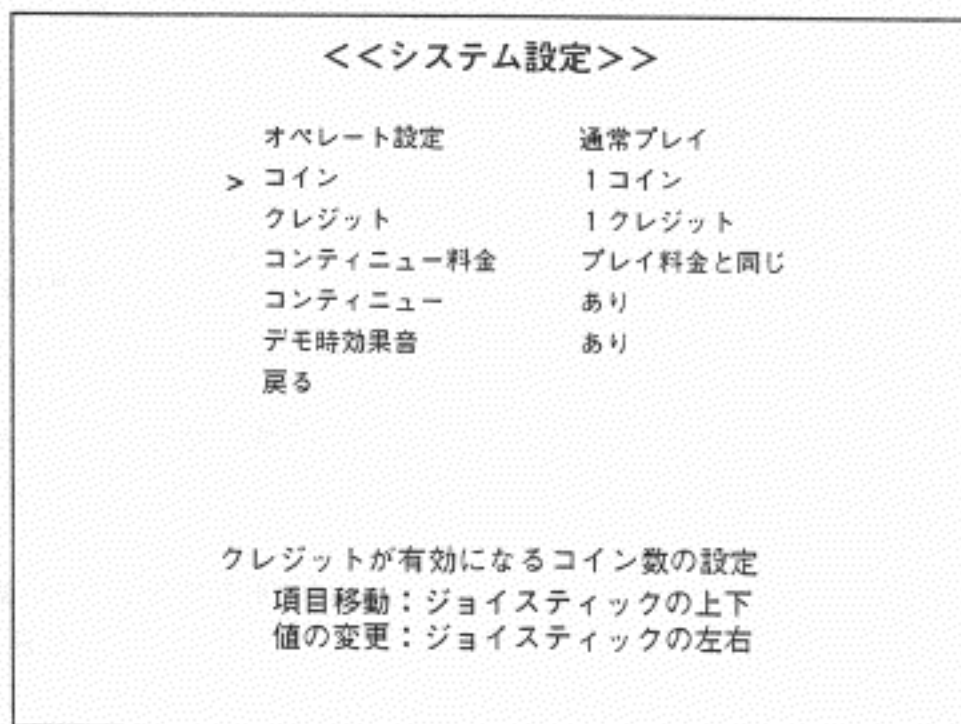 <<システム設定>>
オペレート設定 通常プレイ
> コイン 1コイン
クレジット 1クレジット
コンティニュー料金 プレイ料金と同じ
コンティニュー あり
デモ時効果音 あり
戻る
クレジットが有効になるコイン数の設定
項目移動：ジョイスティックの上下
値の変更：ジョイスティックの左右